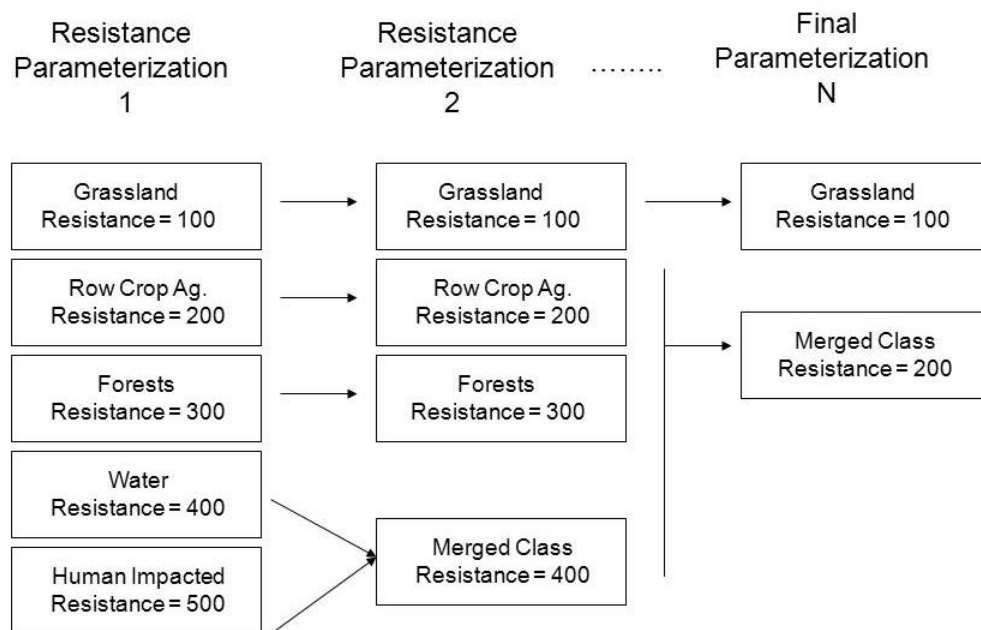 Resistance
Parameterization
1
Resistance
Parameterization
2
........
Final
Parameterization
N
Grassland
Resistance = 100
Row Crop Ag.
Resistance = 200
Forests
Resistance = 300
Water
Resistance = 400
Human Impacted
Resistance = 500
Grassland
Resistance = 100
Row Crop Ag.
Resistance = 200
Forests
Resistance = 300
Merged Class
Resistance = 400
Grassland
Resistance = 100
Merged Class
Resistance = 200